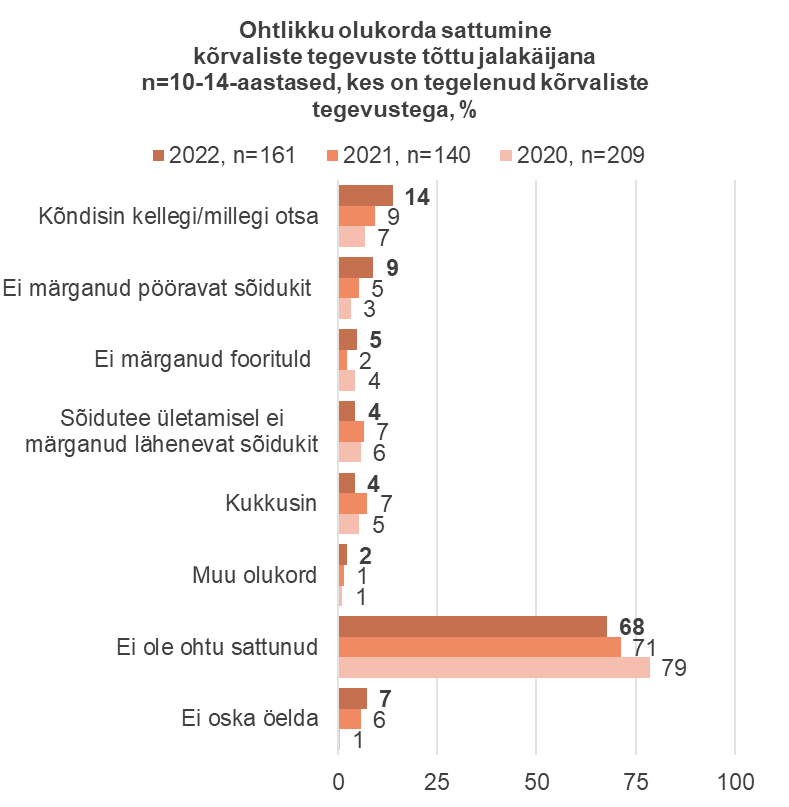 Ohtlikku olukorda sattumine
kõrvaliste tegevuste tõttu jalakäijana
n=10-14-aastased, kes on tegelenud kõrvaliste
tegevustega, %
2022, n=161 2021, n=140 2020, n=209
Kõndisin kellegi/millegi otsa
14
9
7
Ei märganud pööravat sõidukit
9
5
3
Ei märganud foorituld
5
2
4
Sõidutee ületamisel ei
märganud lähenevat sõidukit
4
7
6
Kukkusin
4
7
5
Muu olukord
2
1
1
Ei ole ohtu sattunud
68
71
79
Ei oska öelda
7
6
1
0 25 50 75 100